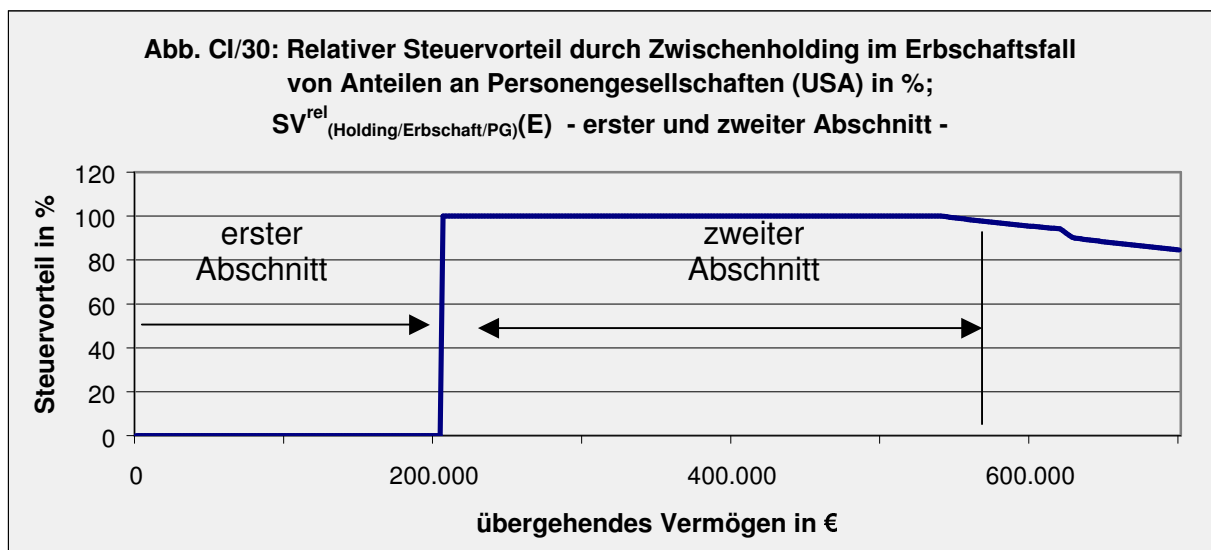 Abb. CI/30: Relativer Steuervorteil durch Zwischenholding im Erbschaftsfall
von Anteilen an Personengesellschaften (USA) in %;
SV^rel_(Holding/Erbschaft/PG)(E) - erster und zweiter Abschnitt -
Steuervorteil in %
120
100
80
60
40
20
0
erster
Abschnitt
zweiter
Abschnitt
0
200.000
400.000
600.000
übergehendes Vermögen in €